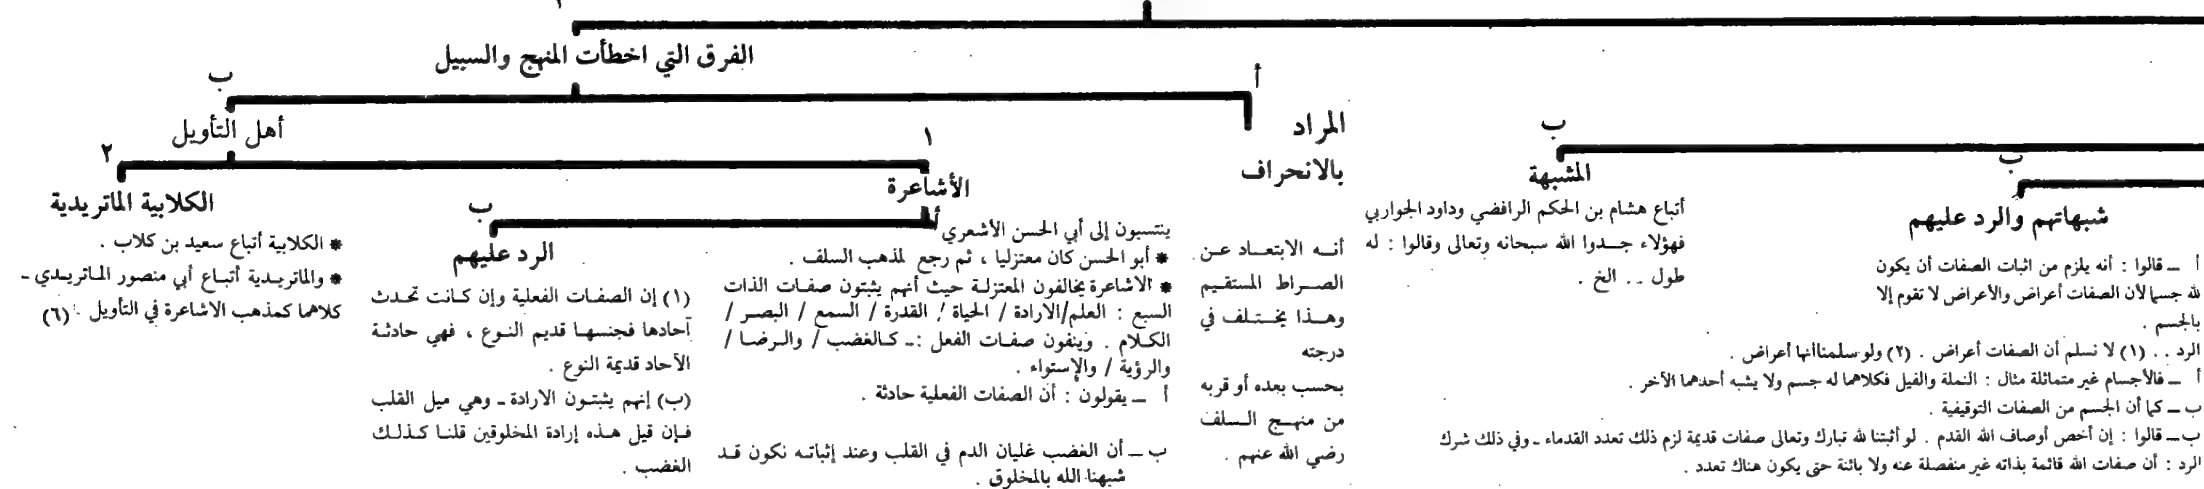 ١
الفرق التي اخطأت المنهج والسبيل
أ
ب
المراد
بالانحراف
أنه الابتعاد عن
الصراط المستقيم
وهذا يختلف في
درجته
بحسب بعده أو قربه
من منهج السلف
رضي الله عنهم .
أهل التأويل
١
٢
الأشاعرة
أ
ينتسبون إلى أبي الحسن الأشعري
* أبو الحسن كان معتزليا ، ثم رجع لمذهب السلف .
* الاشاعرة يخالفون المعتزلة حيث أنهم يثبتون صفات الذات
السبع : العلم/الارادة / الحياة / القدرة / السمع / البصر /
الكلام . وينفون صفات الفعل :ـ كالغضب / والرضا /
والرؤية / والإستواء .
أ ـ يقولون : أن الصفات الفعلية حادثة .
ب ـ أن الغضب غليان الدم في القلب وعند إثباته نكون قد
شبهنا الله بالمخلوق .
ب
الرد عليهم
(١) إن الصفات الفعلية وإن كانت تحدث
آحادها فجنسها قديم النوع ، فهي حادثة
الآحاد قديمة النوع .
(ب) إنهم يثبتون الارادة ـ وهي ميل القلب
فإن قيل هذه إرادة المخلوقين قلنا كذلك
الغضب .
الكلابية الماتريدية
* الكلابية أتباع سعيد بن كلاب .
* والماتريدية أتباع أبي منصور الماتريدي ـ
كلاهما كمذهب الاشاعرة في التأويل . (٦)
ب
المشبهة
أتباع هشام بن الحكم الرافضي وداود الجواربي
فهؤلاء جدوا الله سبحانه وتعالى وقالوا : له
طول .. الخ .
ب
شبهاتهم والرد عليهم
أ ـ قالوا : أنه يلزم من اثبات الصفات أن يكون
لله جسما لأن الصفات أعراض والأعراض لا تقوم إلا
بالجسم .
الرد . . (١) لا نسلم أن الصفات أعراض . (٢) ولو سلمنا أنها أعراض .
أ ـ فالأجسام غير متماثلة مثال : النملة والفيل فكلاهما له جسم ولا يشبه أحدهما الآخر .
ب ـ كما أن الجسم من الصفات التوقيفية .
ب ـ قالوا : إن أخص أوصاف الله القدم . لو أثبتنا لله تبارك وتعالى صفات قديمة لزم ذلك تعدد القدماء ـ وفي ذلك شرك
الرد : أن صفات الله قائمة بذاته غير منفصلة عنه ولا بائنة حتى يكون هناك تعدد .